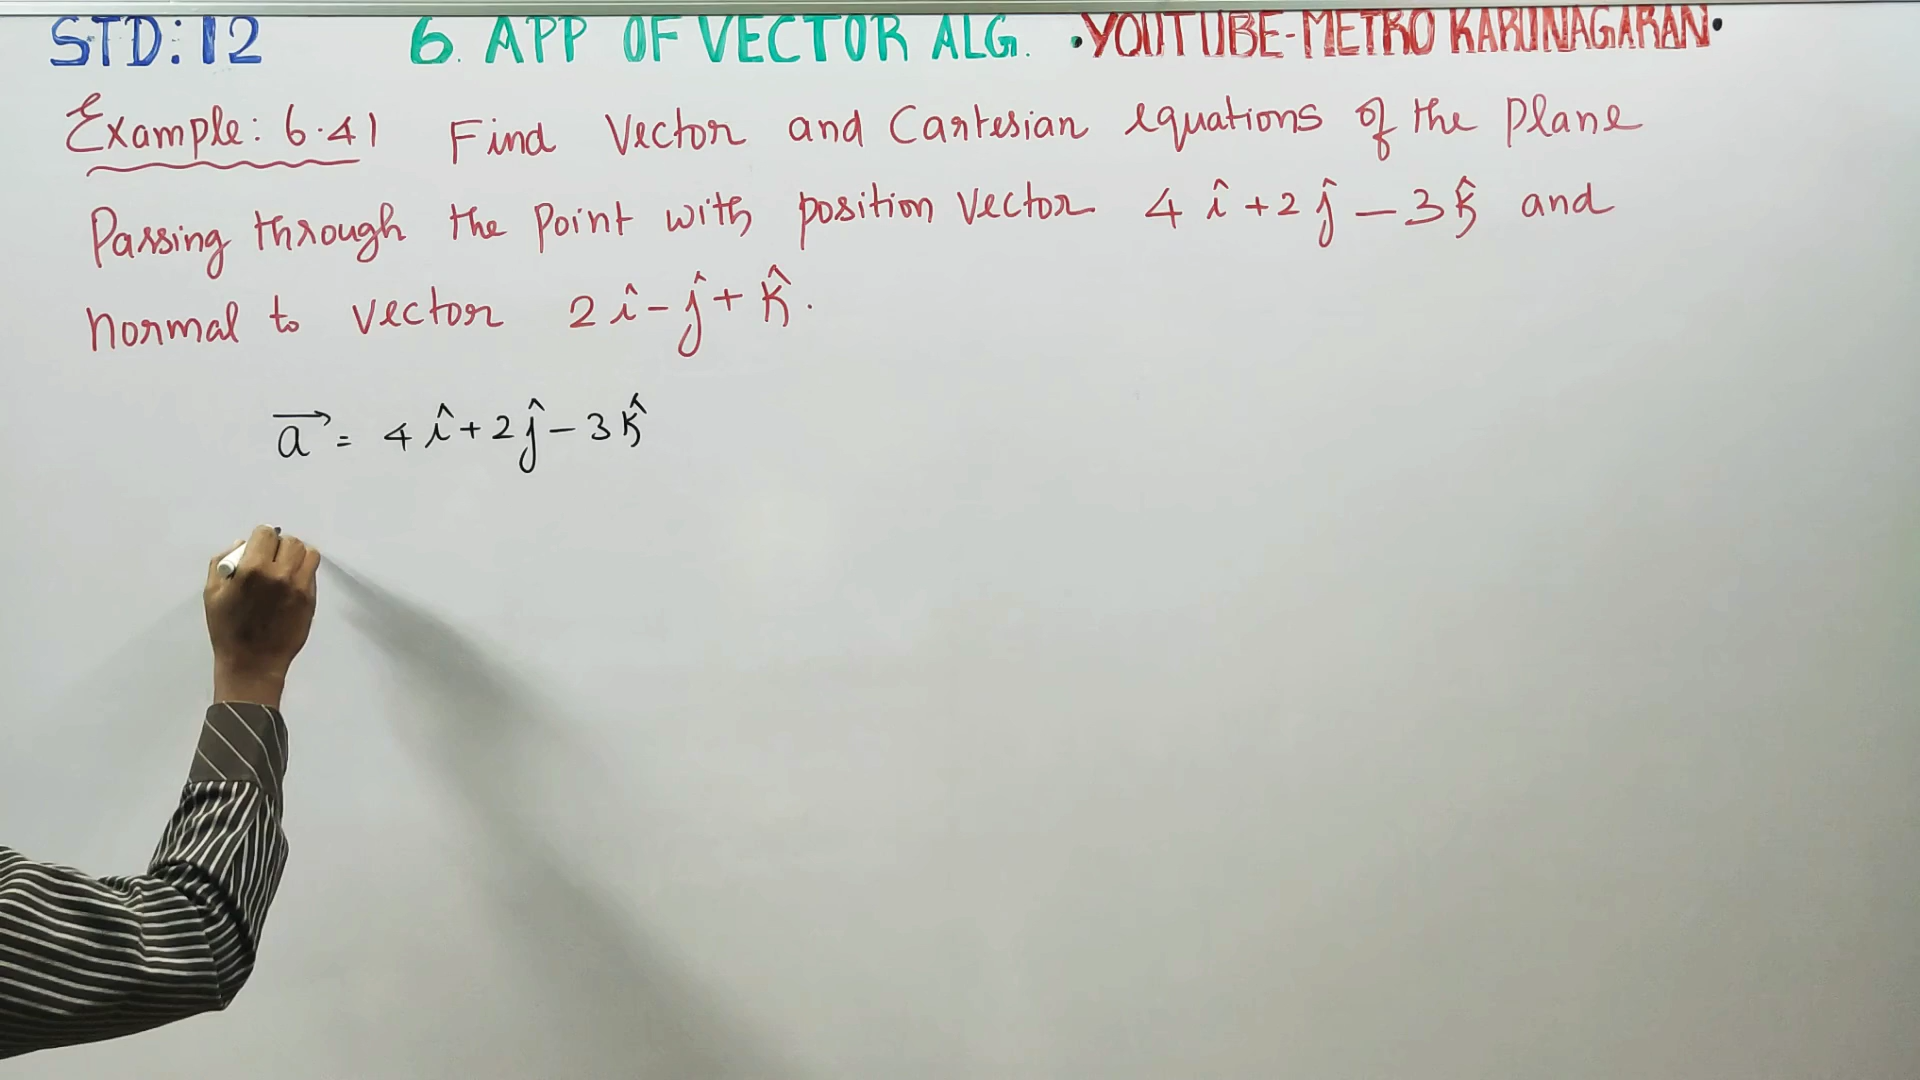 STD: 12 6. APP OF VECTOR ALG. •YOUTUBE-METRO KARUNAGARAN•
Example: 6.41 Find Vector and Cartesian equations of the Plane
Passing through the Point with position Vector 4 î + 2 ĵ − 3 k̂ and
normal to vector 2 î − ĵ + k̂.
a⃗ = 4 î + 2 ĵ − 3 k̂